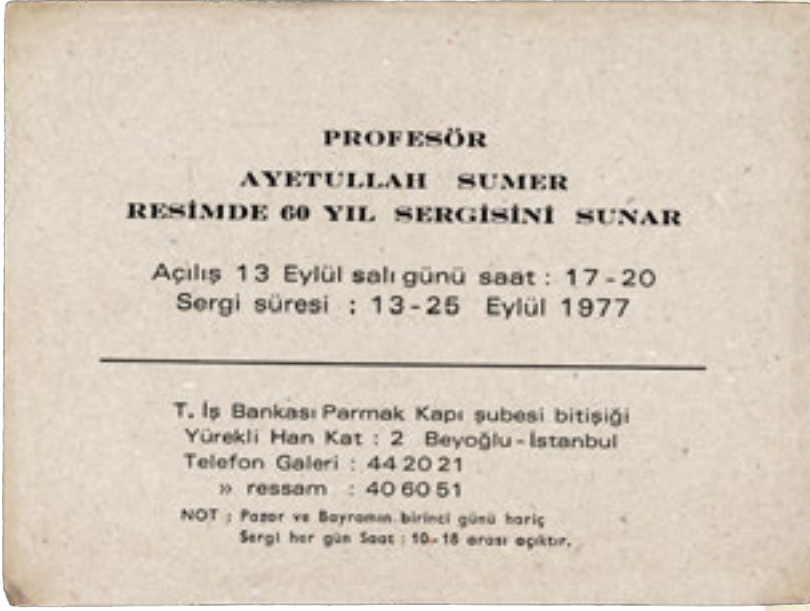 PROFESÖR
AYETULLAH SUMER
RESİMDE 60 YIL SERGİSİNİ SUNAR
Açılış 13 Eylül salı günü saat : 17-20
Sergi süresi : 13-25 Eylül 1977
T. İş Bankası Parmak Kapı şubesi bitişiği
Yürekli Han Kat : 2 Beyoğlu-İstanbul
Telefon Galeri : 44 20 21
» ressam : 40 60 51
NOT : Pazar ve Bayramın birinci günü hariç
Sergi her gün Saat : 10-18 arası açıktır.